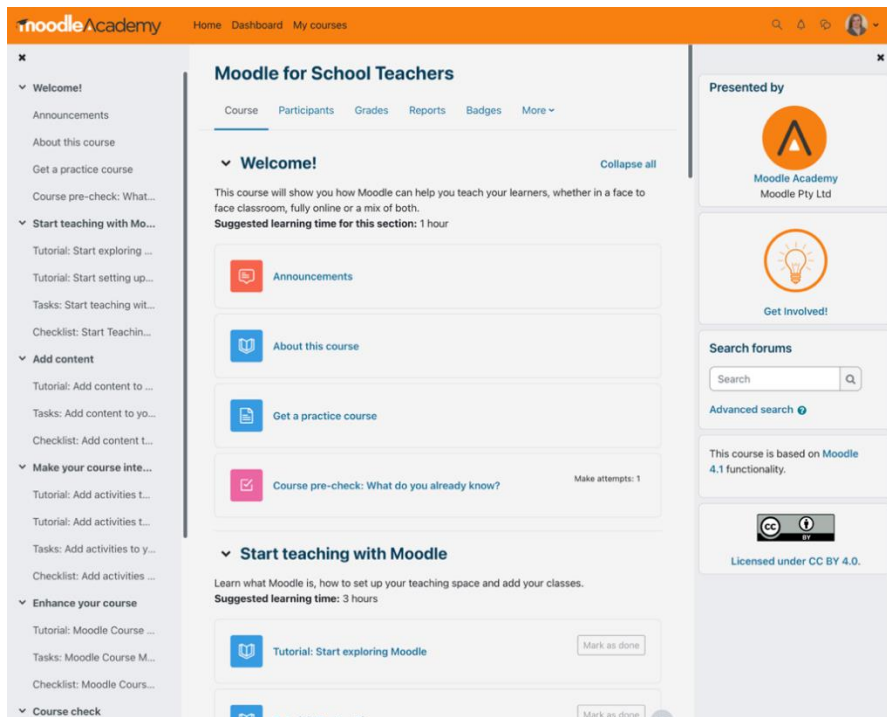 moodleAcademy
Home Dashboard My courses
Welcome!
Announcements
About this course
Get a practice course
Course pre-check: What...
Start teaching with Mo...
Tutorial: Start exploring ...
Tutorial: Start setting up...
Tasks: Start teaching wit...
Checklist: Start Teachin...
Add content
Tutorial: Add content to ...
Tasks: Add content to yo...
Checklist: Add content t...
Make your course inte...
Tutorial: Add activities t...
Tutorial: Add activities t...
Tasks: Add activities to y...
Checklist: Add activities ...
Enhance your course
Tutorial: Moodle Course ...
Tasks: Moodle Course M...
Checklist: Moodle Cours...
Course check
Moodle for School Teachers
Course Participants Grades Reports Badges More
Welcome!
Collapse all
This course will show you how Moodle can help you teach your learners, whether in a face to
face classroom, fully online or a mix of both.
Suggested learning time for this section: 1 hour
Announcements
About this course
Get a practice course
Course pre-check: What do you already know?
Make attempts: 1
Start teaching with Moodle
Learn what Moodle is, how to set up your teaching space and add your classes.
Suggested learning time: 3 hours
Tutorial: Start exploring Moodle
Mark as done
Mark as done
Presented by
Moodle Academy
Moodle Pty Ltd
Get Involved!
Search forums
Search
Advanced search
This course is based on Moodle
4.1 functionality.
cc
BY
Licensed under CC BY 4.0.